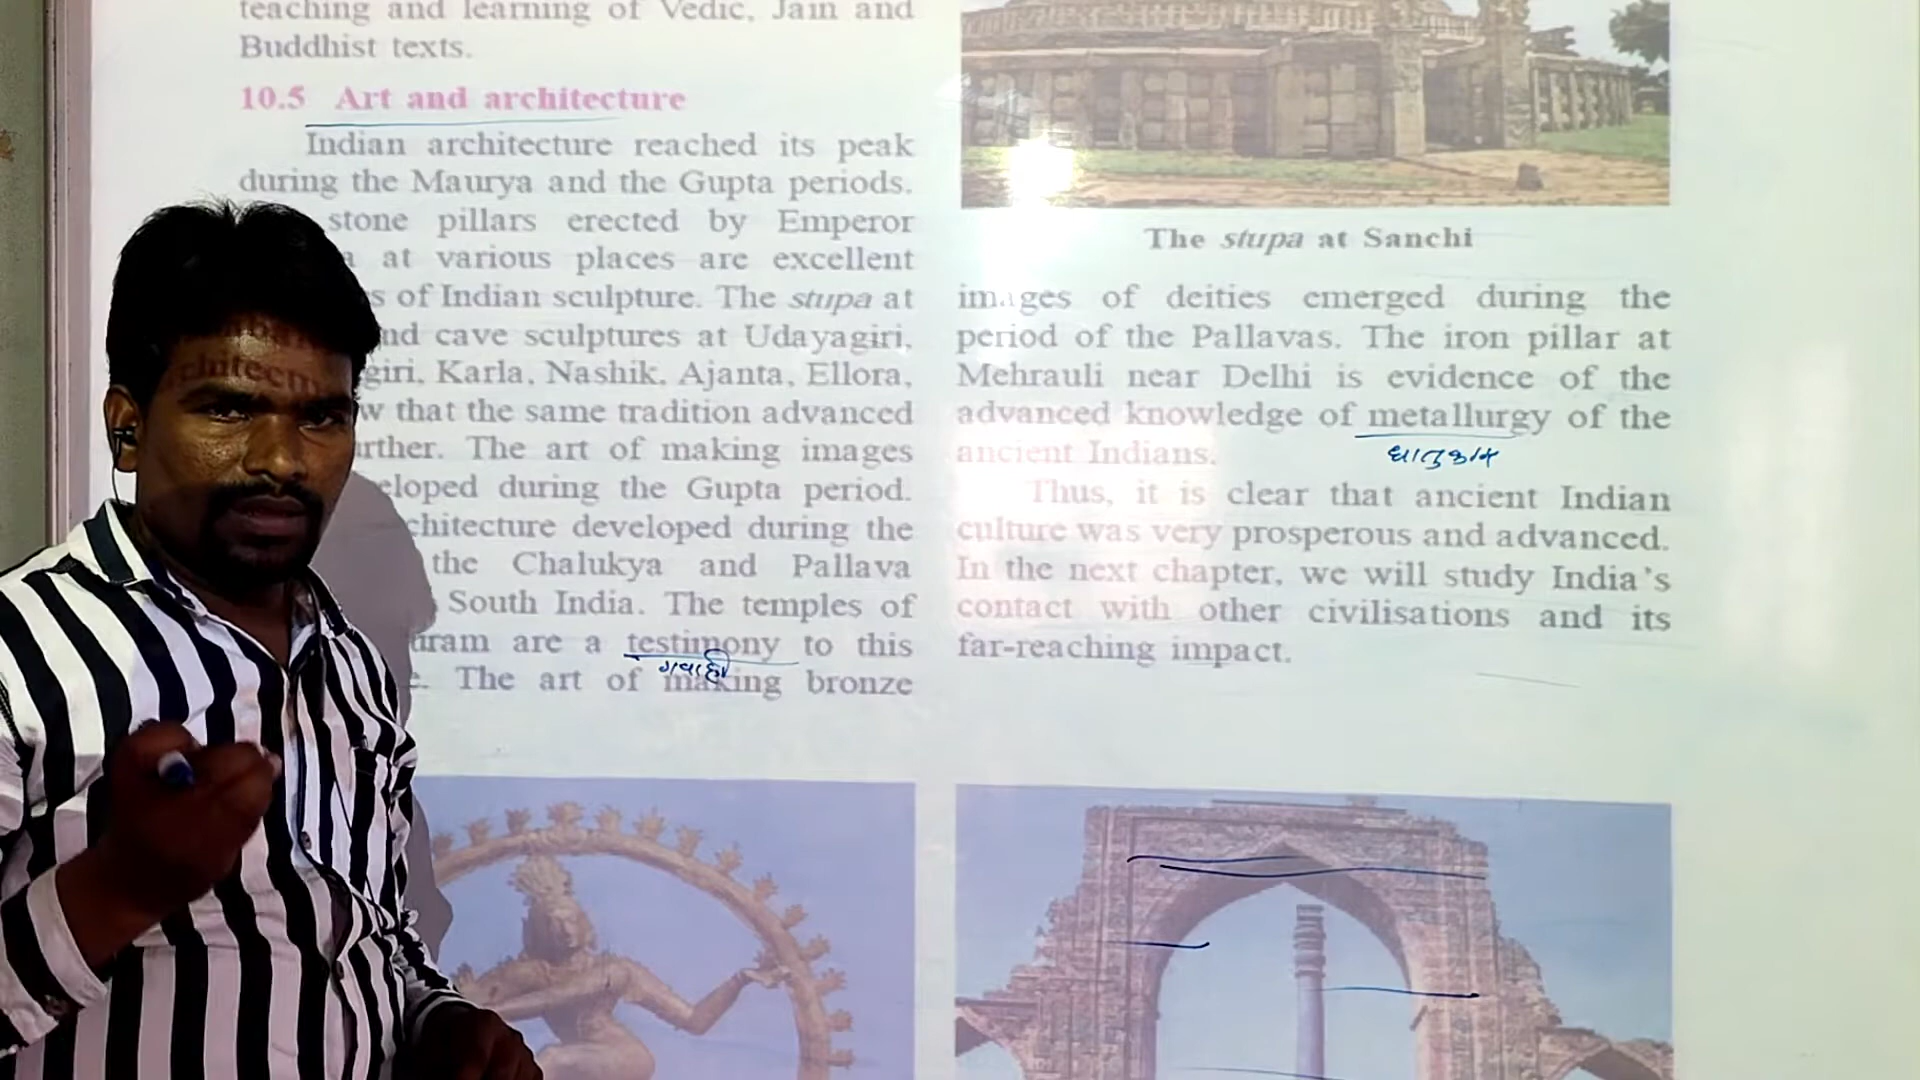 teaching and learning of Vedic, Jain and
Buddhist texts.
10.5 Art and architecture
Indian architecture reached its peak
during the Maurya and the Gupta periods.
stone pillars erected by Emperor
at various places are excellent
of Indian sculpture. The stupa at
cave sculptures at Udayagiri,
Karla, Nashik, Ajanta, Ellora,
that the same tradition advanced
The art of making images
during the Gupta period.
developed during the
the Chalukya and Pallava
South India. The temples of
are a testimony to this
गवाही
The art of making bronze
The stupa at Sanchi
images of deities emerged during the
period of the Pallavas. The iron pillar at
Mehrauli near Delhi is evidence of the
advanced knowledge of metallurgy of the
ancient Indians.
Thus, it is clear that ancient Indian
culture was very prosperous and advanced.
In the next chapter, we will study India's
contact with other civilisations and its
far-reaching impact.